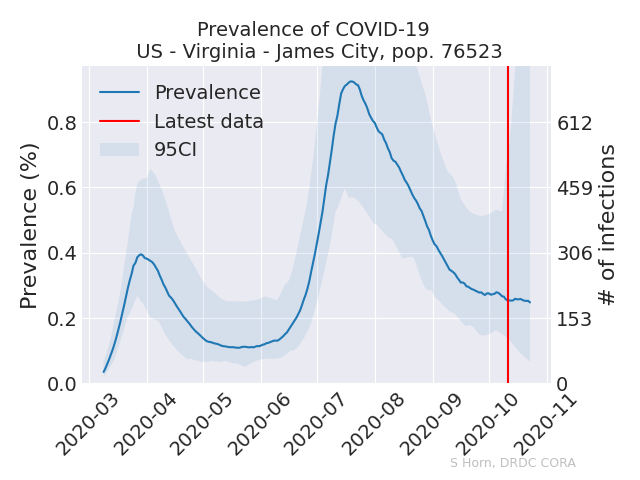 Prevalence of COVID-19
US - Virginia - James City, pop. 76523
Prevalence
Latest data
95CI
Prevalence (%)
0.8
0.6
0.4
0.2
0.0
612
459
306
153
0
# of infections
2020-03
2020-04
2020-05
2020-06
2020-07
2020-08
2020-09
2020-10
2020-11
S Horn, DRDC CORA